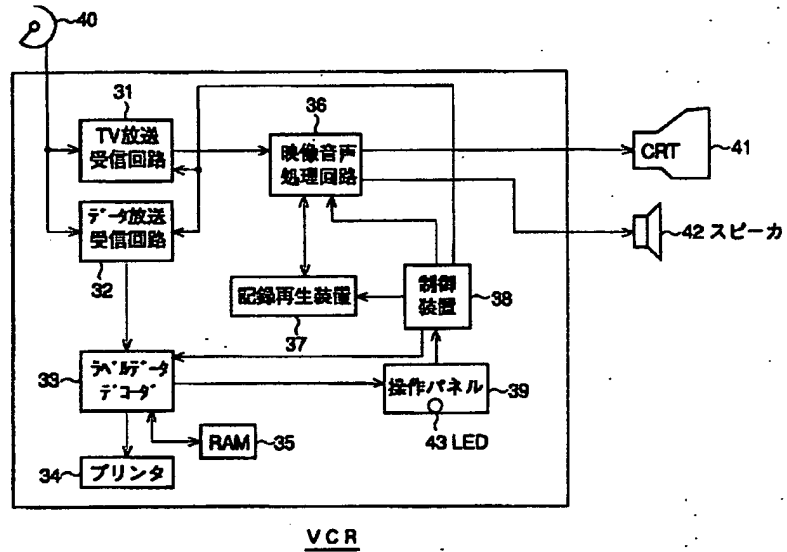 40
31
TV放送
受信回路
36
映像音声
処理回路
CRT
41
データ放送
受信回路
32
42 スピーカ
記録再生装置
37
制御
装置
38
33
ラベルデータ
デコーダ
操作パネル
39
43 LED
RAM
35
34
プリンタ
VCR